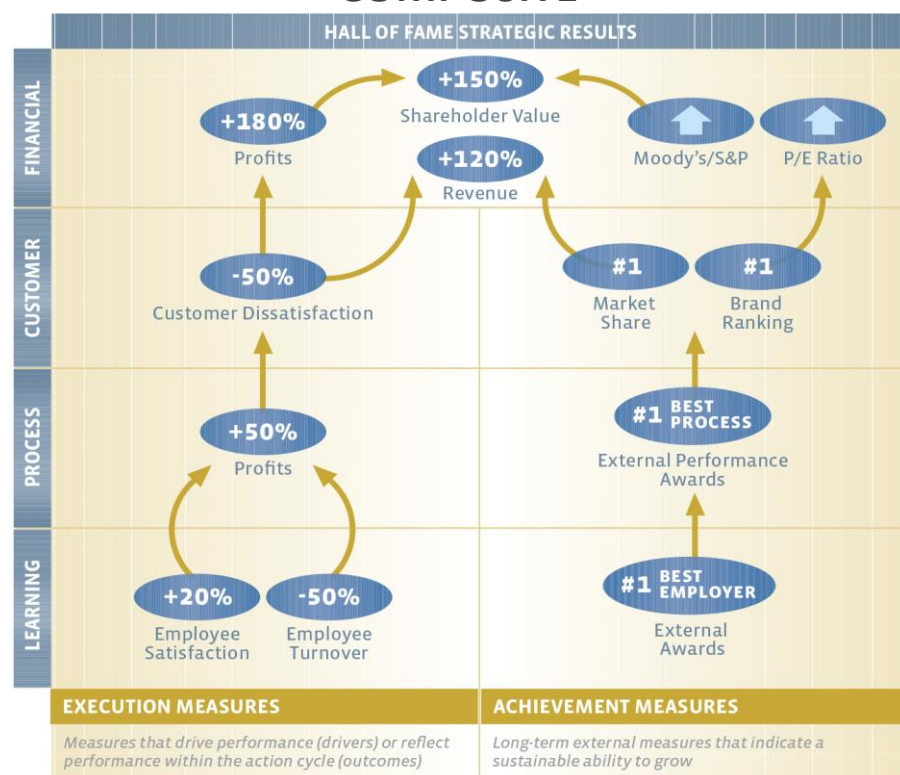 HALL OF FAME STRATEGIC RESULTS
FINANCIAL
+150%
Shareholder Value
+180%
Profits
Moody's/S&P
P/E Ratio
+120%
Revenue
CUSTOMER
-50%
Customer Dissatisfaction
#1
Market
Share
#1
Brand
Ranking
PROCESS
+50%
Profits
#1 BEST
PROCESS
External Performance
Awards
LEARNING
+20%
Employee
Satisfaction
-50%
Employee
Turnover
#1 BEST
EMPLOYER
External
Awards
EXECUTION MEASURES
Measures that drive performance (drivers) or reflect
performance within the action cycle (outcomes)
ACHIEVEMENT MEASURES
Long-term external measures that indicate a
sustainable ability to grow